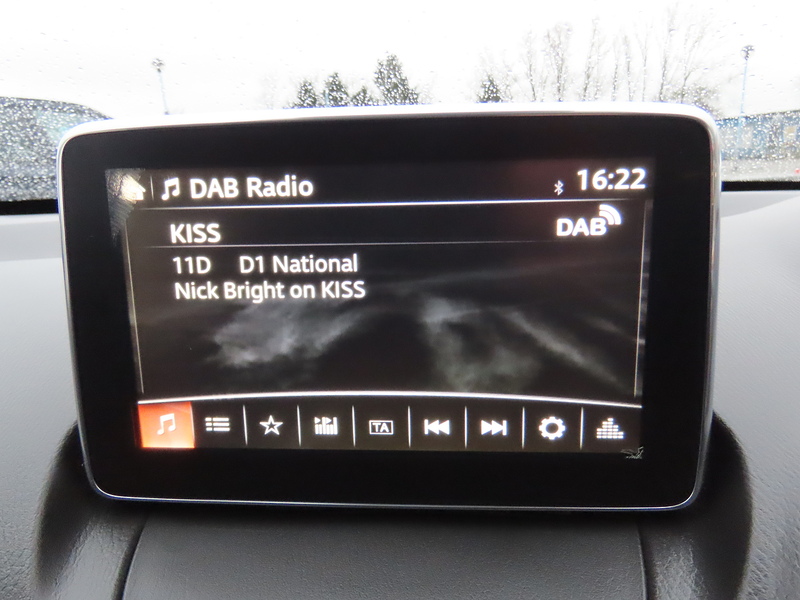 DAB Radio 16:22
KISS DAB
11D D1 National
Nick Bright on KISS
TA